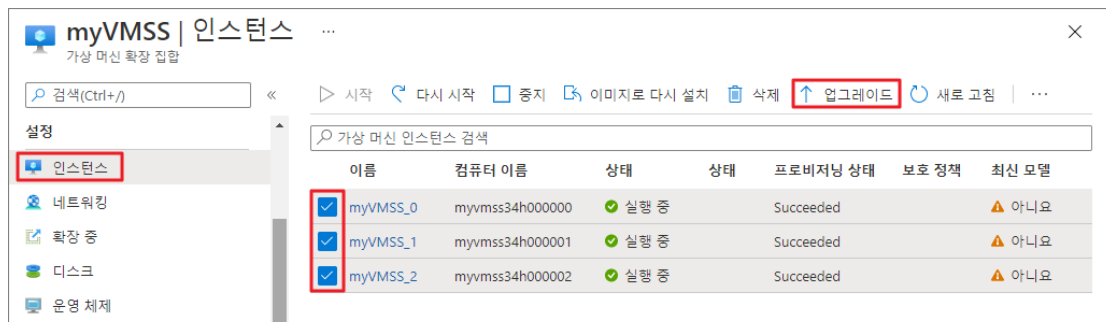 myVMSS | 인스턴스 ...
가상 머신 확장 집합
검색(Ctrl+/) «
시작 다시 시작 중지 이미지로 다시 설치 삭제 업그레이드 새로 고침 ...
설정
인스턴스
네트워킹
확장 중
디스크
운영 체제
가상 머신 인스턴스 검색
이름 컴퓨터 이름 상태 상태 프로비저닝 상태 보호 정책 최신 모델
myVMSS_0 myvmss34h000000 실행 중 Succeeded 아니요
myVMSS_1 myvmss34h000001 실행 중 Succeeded 아니요
myVMSS_2 myvmss34h000002 실행 중 Succeeded 아니요